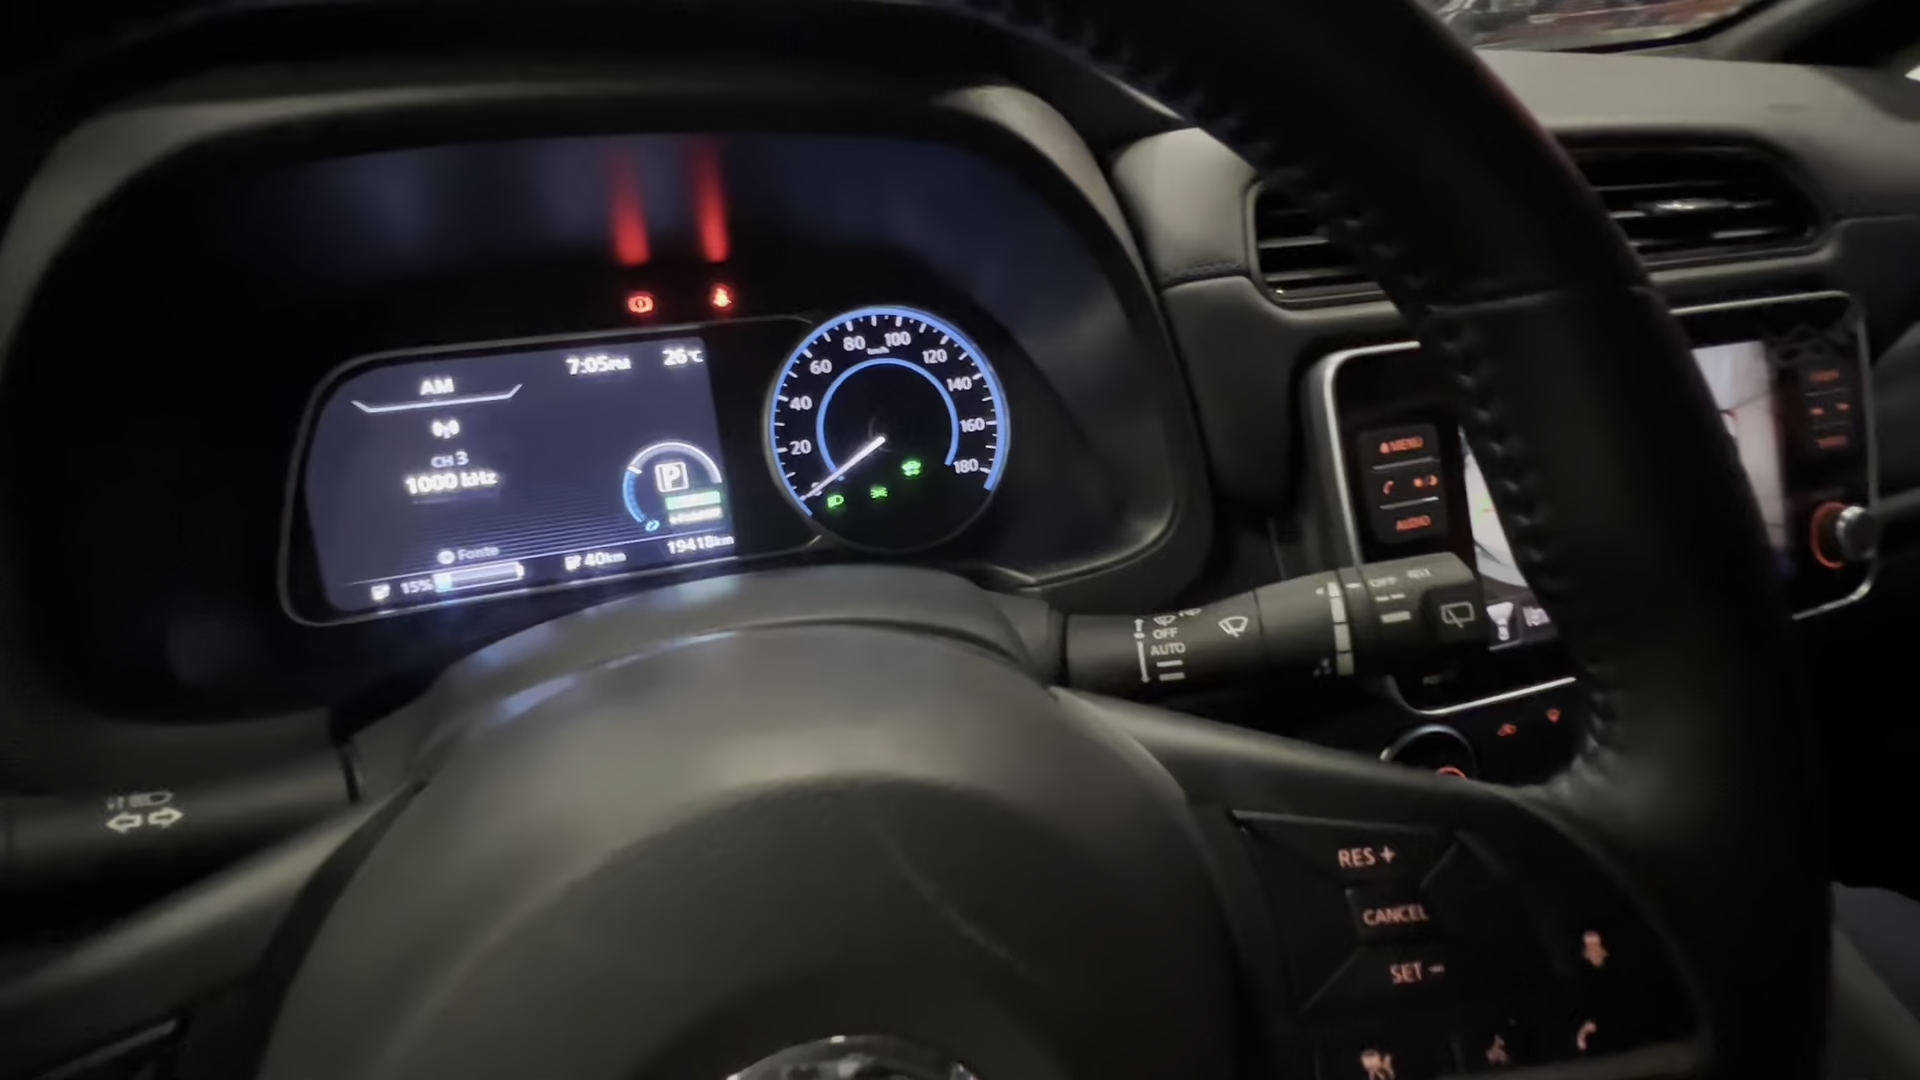 AM
7:05PM
26°C
CH 3
1000 kHz
P
Fonte
15%
40km
19418km
20
40
60
80
100
120
140
160
180
km/h
MENU
AUDIO
OFF
AUTO
OFF
RES +
CANCEL
SET −